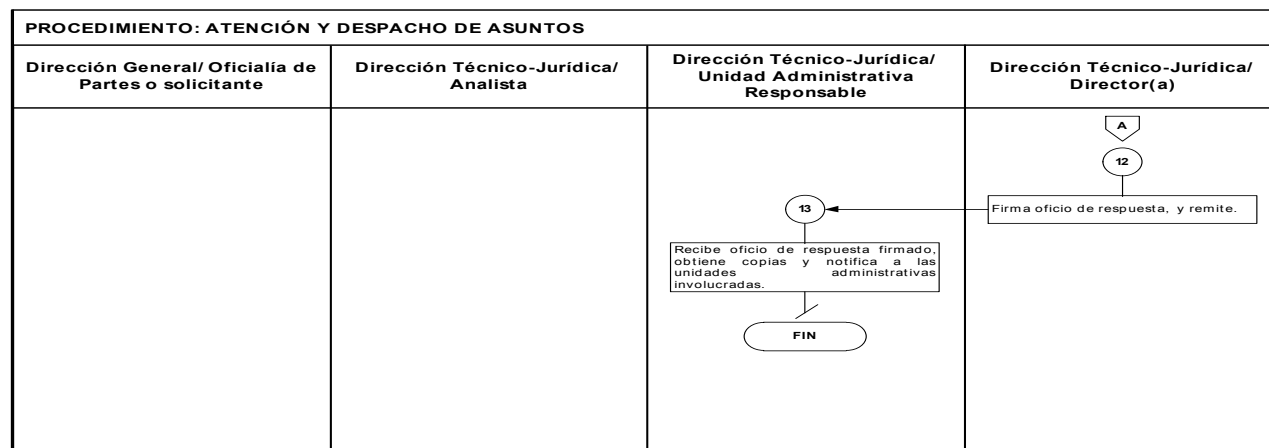 PROCEDIMIENTO: ATENCIÓN Y DESPACHO DE ASUNTOS
Dirección General/ Oficialía de
Partes o solicitante
Dirección Técnico-Jurídica/
Analista
Dirección Técnico-Jurídica/
Unidad Administrativa
Responsable
Dirección Técnico-Jurídica/
Director(a)
A
12
Firma oficio de respuesta, y remite.
13
Recibe oficio de respuesta firmado,
obtiene copias y notifica a las
unidades administrativas
involucradas.
FIN